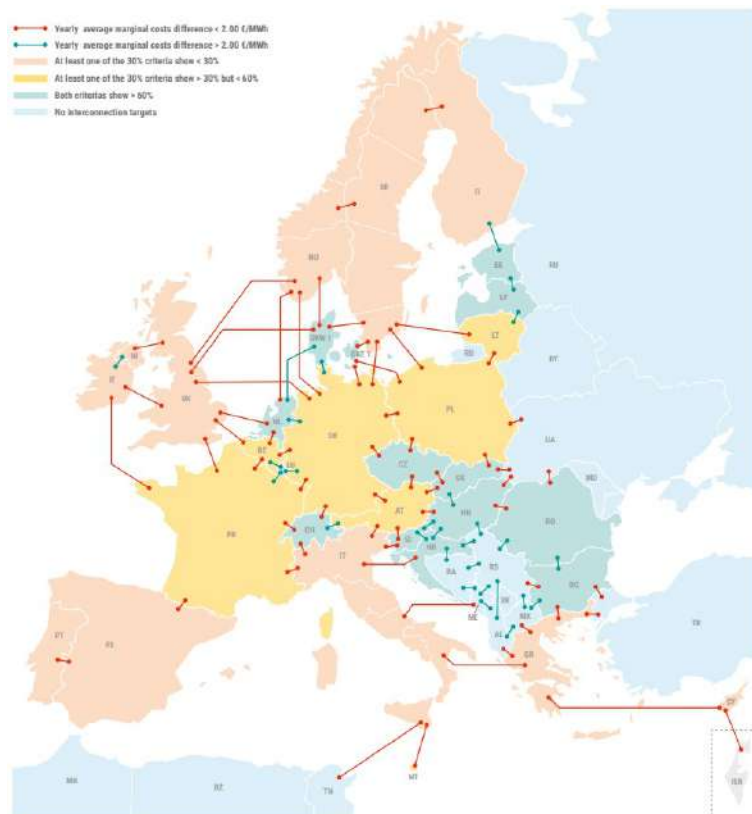 Yearly average marginal costs difference < 2.00 €/MWh
Yearly average marginal costs difference > 2.00 €/MWh
At least one of the 30% criteria show < 30%
At least one of the 30% criteria show > 30% but < 60%
Both criterias show > 60%
No interconnection targets
SE
FI
NO
EE
RU
LV
LT
RU
BY
NI
IE
UK
NL
DE
PL
UA
BE
CZ
SK
MD
FR
CH
AT
HU
RO
IT
SI
HR
BA
RS
BG
ME
MK
AL
GR
TR
PT
ES
CY
MA
DZ
TN
MT